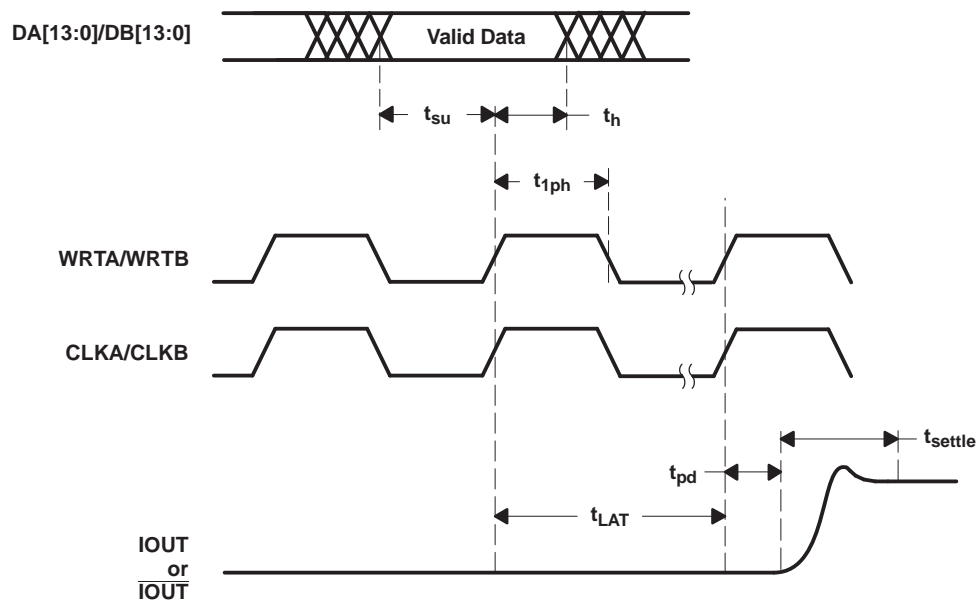 DA[13:0]/DB[13:0]
Valid Data
tsu
th
t1ph
WRTA/WRTB
CLKA/CLKB
tsettle
tpd
tLAT
IOUT
or
IOUT